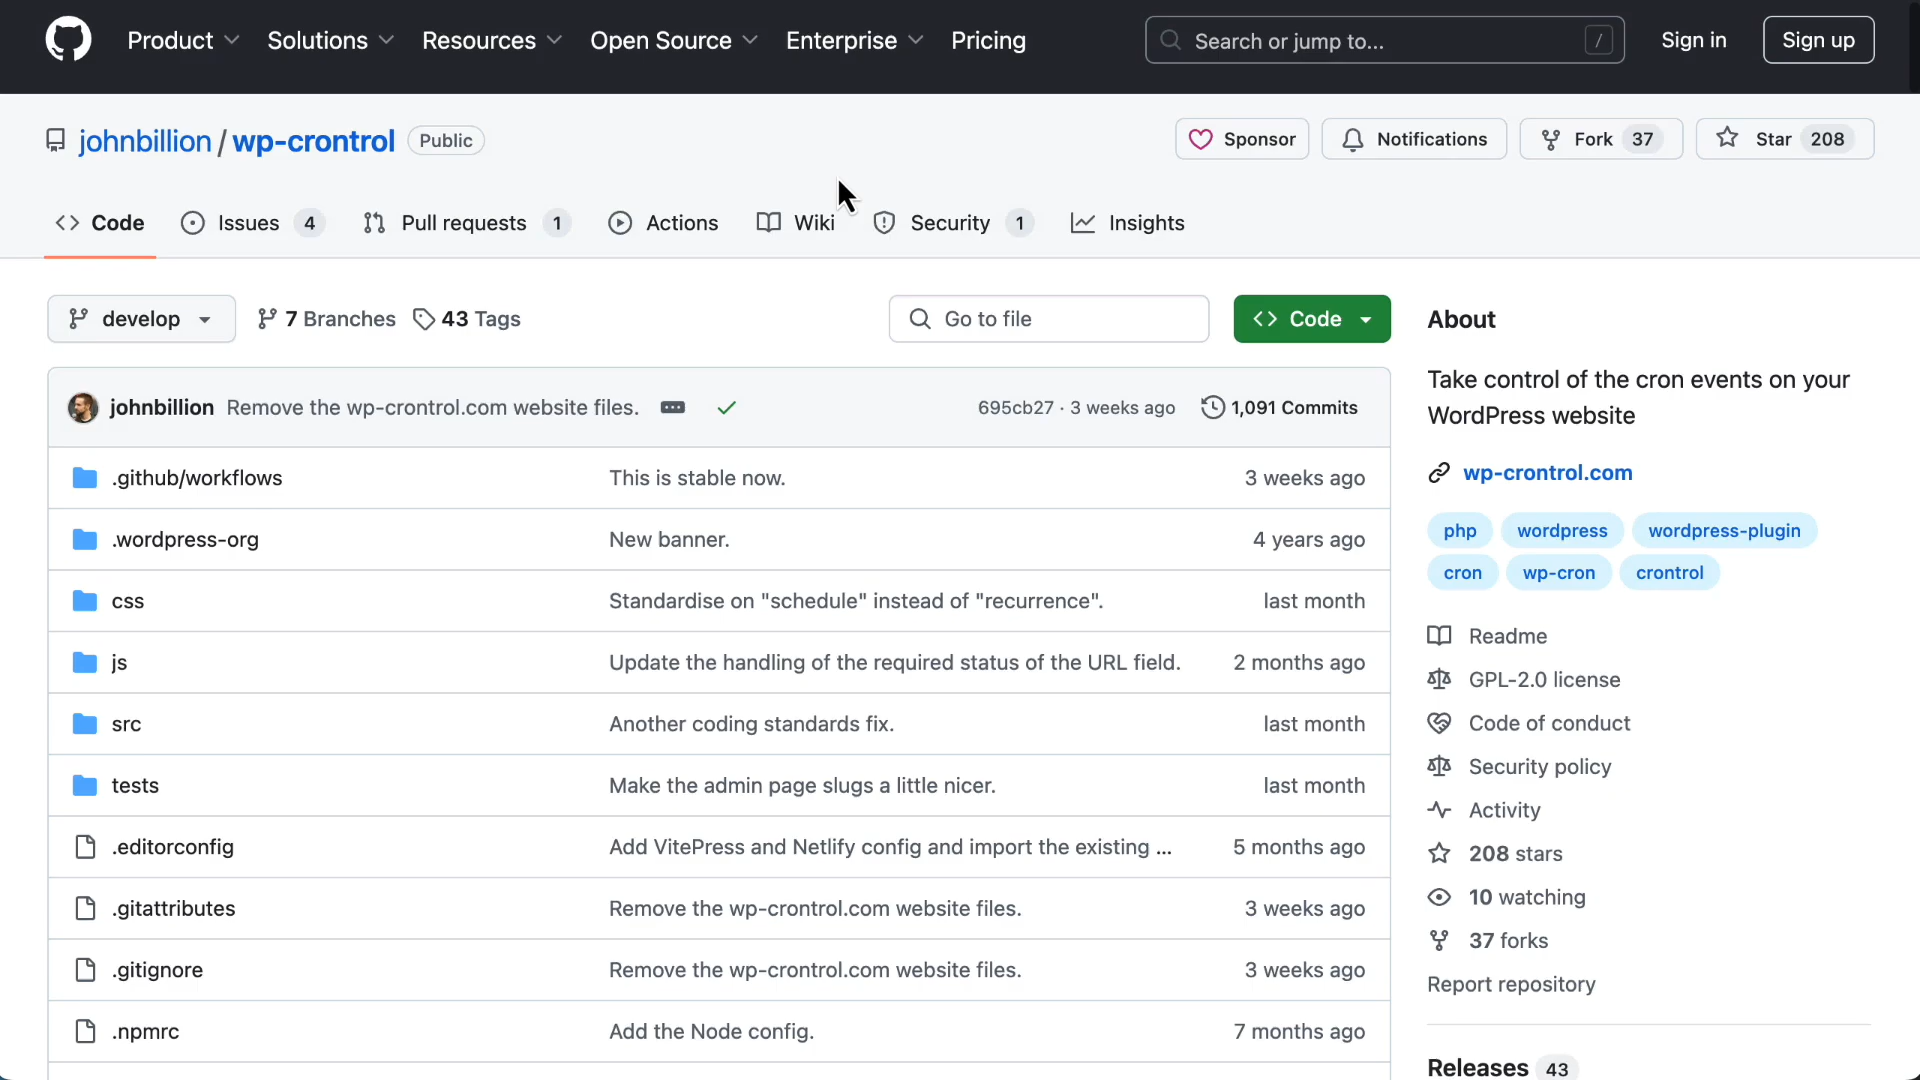 Product Solutions Resources Open Source Enterprise Pricing Search or jump to... / Sign in Sign up
johnbillion / wp-crontrol Public Sponsor Notifications Fork 37 Star 208
Code Issues 4 Pull requests 1 Actions Wiki Security 1 Insights
develop 7 Branches 43 Tags Go to file Code
johnbillion Remove the wp-crontrol.com website files. 695cb27 · 3 weeks ago 1,091 Commits
.github/workflows This is stable now. 3 weeks ago
.wordpress-org New banner. 4 years ago
css Standardise on "schedule" instead of "recurrence". last month
js Update the handling of the required status of the URL field. 2 months ago
src Another coding standards fix. last month
tests Make the admin page slugs a little nicer. last month
.editorconfig Add VitePress and Netlify config and import the existing ... 5 months ago
.gitattributes Remove the wp-crontrol.com website files. 3 weeks ago
.gitignore Remove the wp-crontrol.com website files. 3 weeks ago
.npmrc Add the Node config. 7 months ago
About
Take control of the cron events on your
WordPress website
wp-crontrol.com
php wordpress wordpress-plugin
cron wp-cron crontrol
Readme
GPL-2.0 license
Code of conduct
Security policy
Activity
208 stars
10 watching
37 forks
Report repository
Releases 43